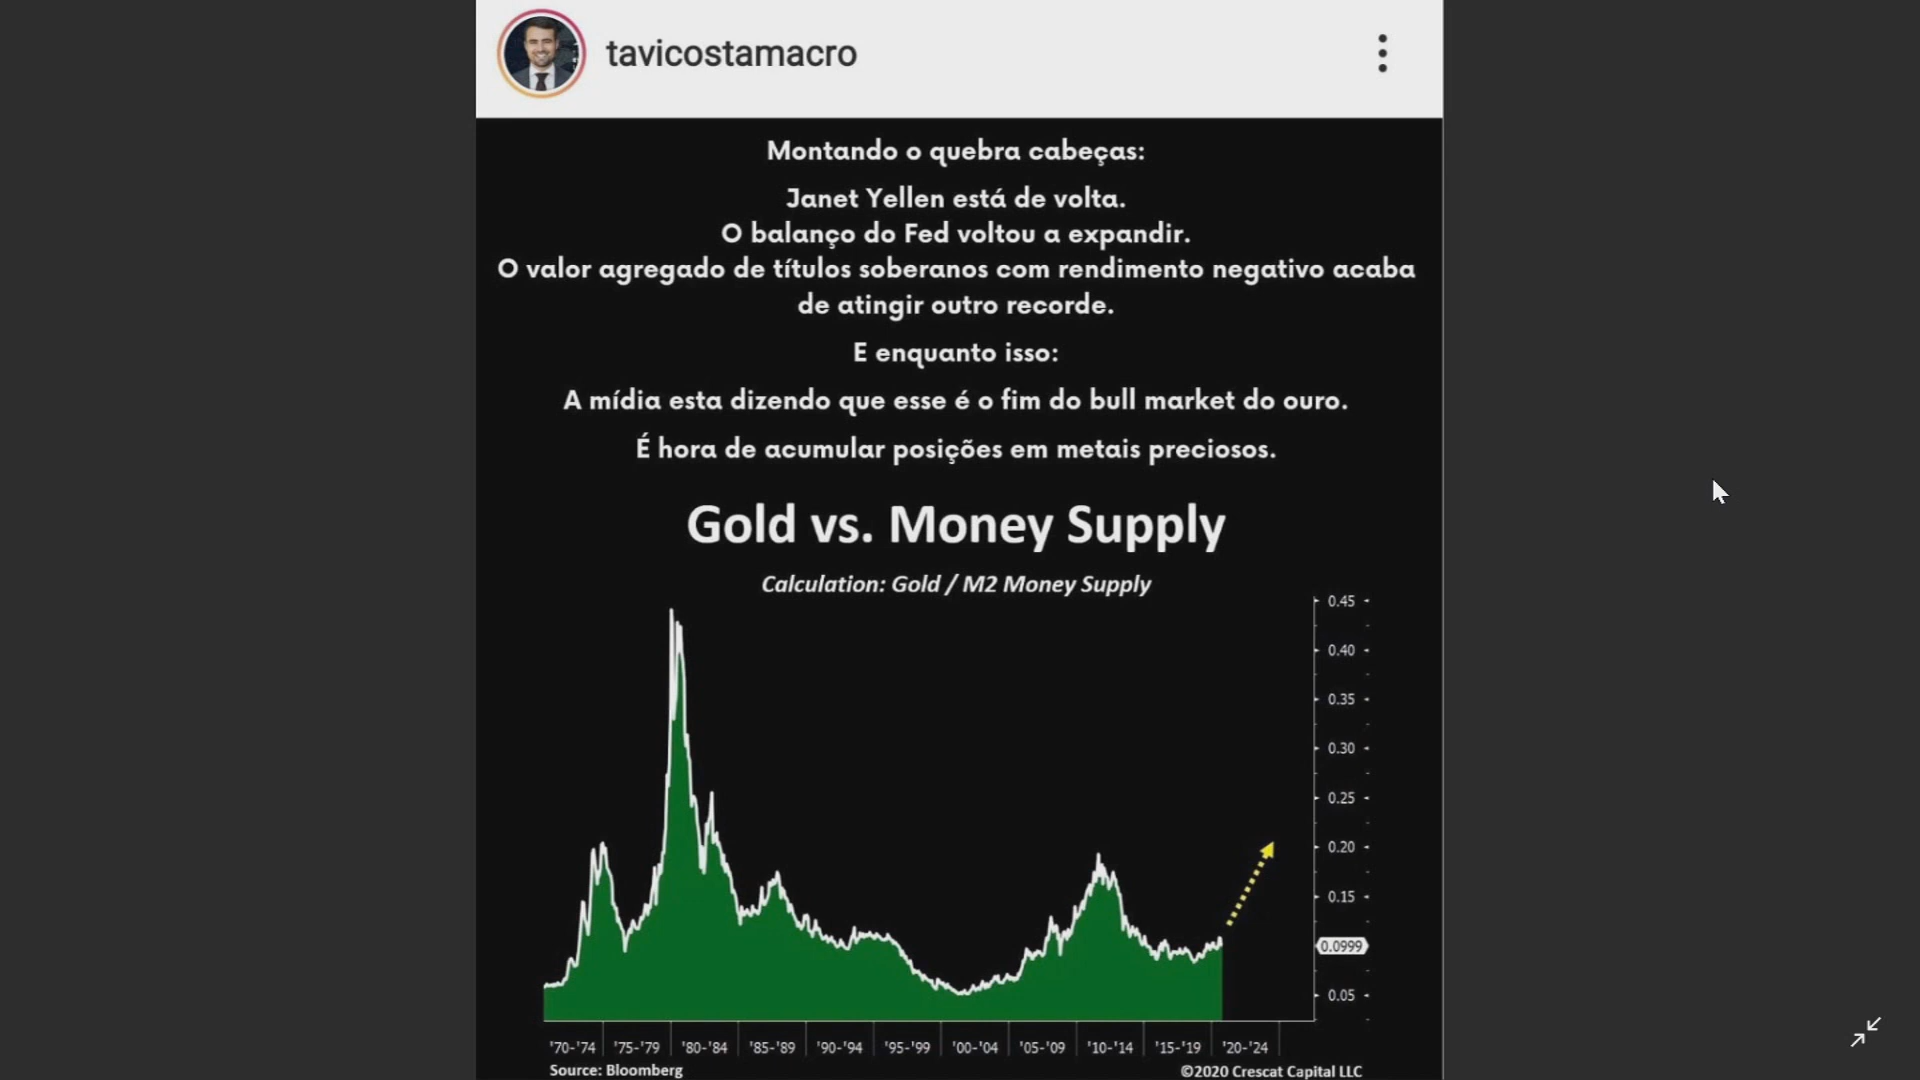 tavicostamacro
Montando o quebra cabeças:
Janet Yellen está de volta.
O balanço do Fed voltou a expandir.
O valor agregado de títulos soberanos com rendimento negativo acaba
de atingir outro recorde.
E enquanto isso:
A mídia esta dizendo que esse é o fim do bull market do ouro.
É hora de acumular posições em metais preciosos.
Gold vs. Money Supply
Calculation: Gold / M2 Money Supply
0.45
0.40
0.35
0.30
0.25
0.20
0.15
0.0999
0.05
'70-'74 '75-'79 '80-'84 '85-'89 '90-'94 '95-'99 '00-'04 '05-'09 '10-'14 '15-'19 '20-'24
Source: Bloomberg ©2020 Crescat Capital LLC